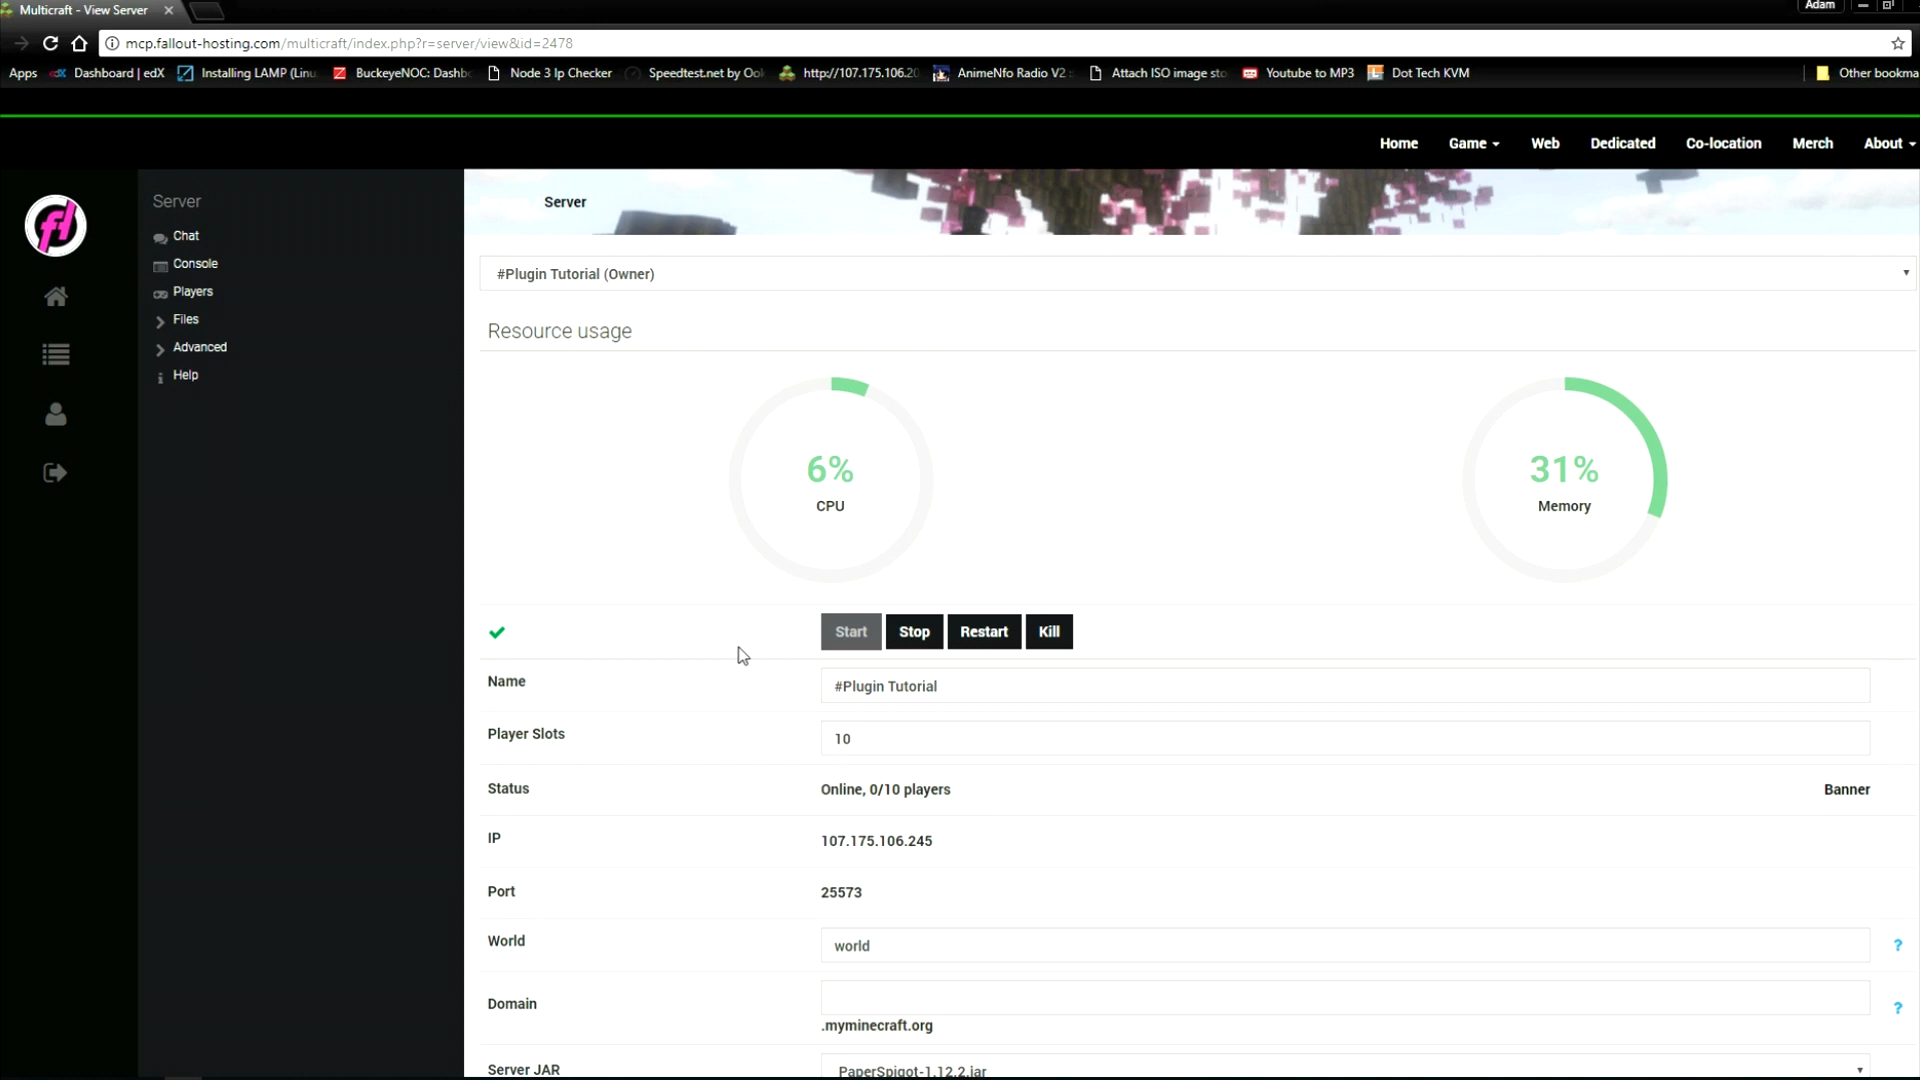 Multicraft - View Server
Adam
mcp.fallout-hosting.com/multicraft/index.php?r=server/view&id=2478
Apps Dashboard | edX Installing LAMP (Linu BuckeyeNOC: Dashb Node 3 Ip Checker Speedtest.net by Ook http://107.175.106.20 AnimeNfo Radio V2 : Attach ISO image sto Youtube to MP3 Dot Tech KVM Other bookma
Home Game Web Dedicated Co-location Merch About
fh
Server
Chat
Console
Players
Files
Advanced
Help
Server
#Plugin Tutorial (Owner)
Resource usage
6%
CPU
31%
Memory
Start Stop Restart Kill
Name #Plugin Tutorial
Player Slots 10
Status Online, 0/10 players Banner
IP 107.175.106.245
Port 25573
World world ?
Domain ?
.myminecraft.org
Server JAR PaperSpigot-1.12.2.jar